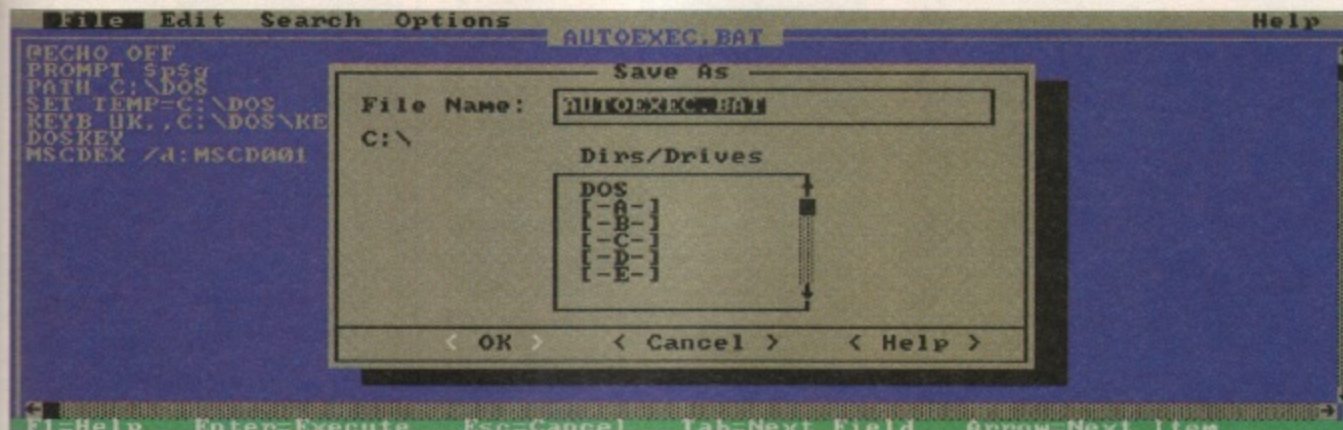 File Edit Search Options Help
AUTOEXEC.BAT
@ECHO OFF
PROMPT $p$g
PATH C:\DOS
SET TEMP=C:\DOS
KEYB UK,,C:\DOS\KE
DOSKEY
MSCDEX /d:MSCD001
Save As
File Name: AUTOEXEC.BAT
C:\
Dirs/Drives
DOS
[-A-]
[-B-]
[-C-]
[-D-]
[-E-]
< OK > < Cancel > < Help >
F1=Help Enter=Execute Esc=Cancel Tab=Next Field Arrow=Next Item